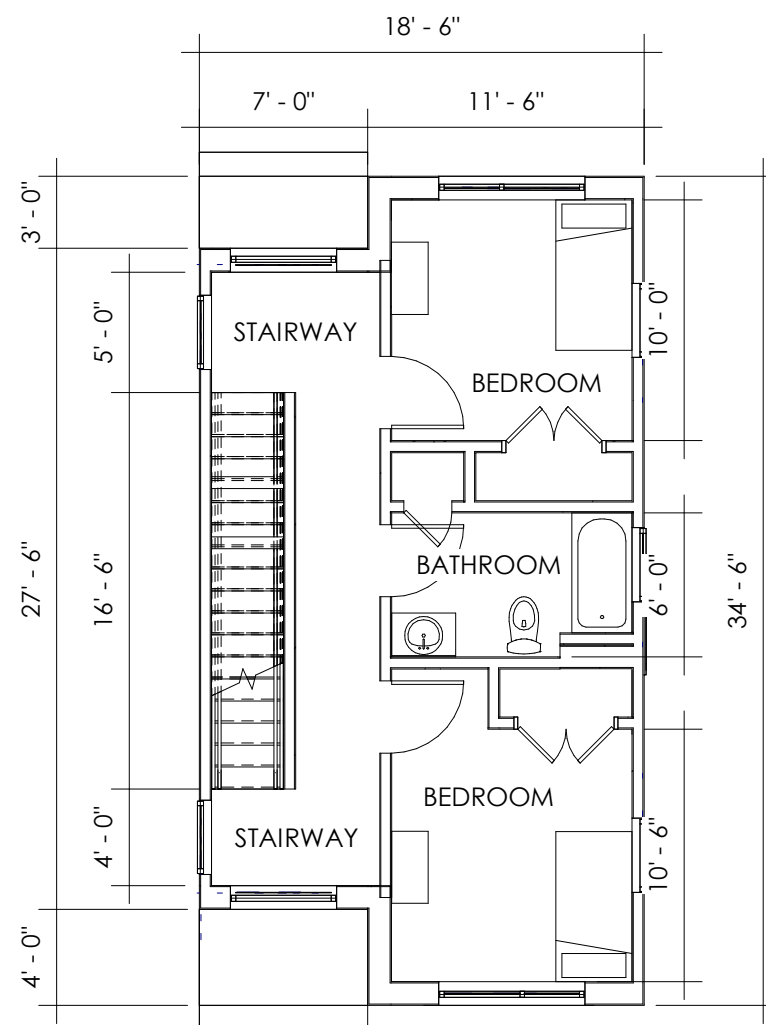 18' - 6"
7' - 0"
11' - 6"
3' - 0"
5' - 0"
STAIRWAY
10' - 0"
BEDROOM
27' - 6"
16' - 6"
BATHROOM
6' - 0"
34' - 6"
BEDROOM
STAIRWAY
4' - 0"
10' - 6"
4' - 0"